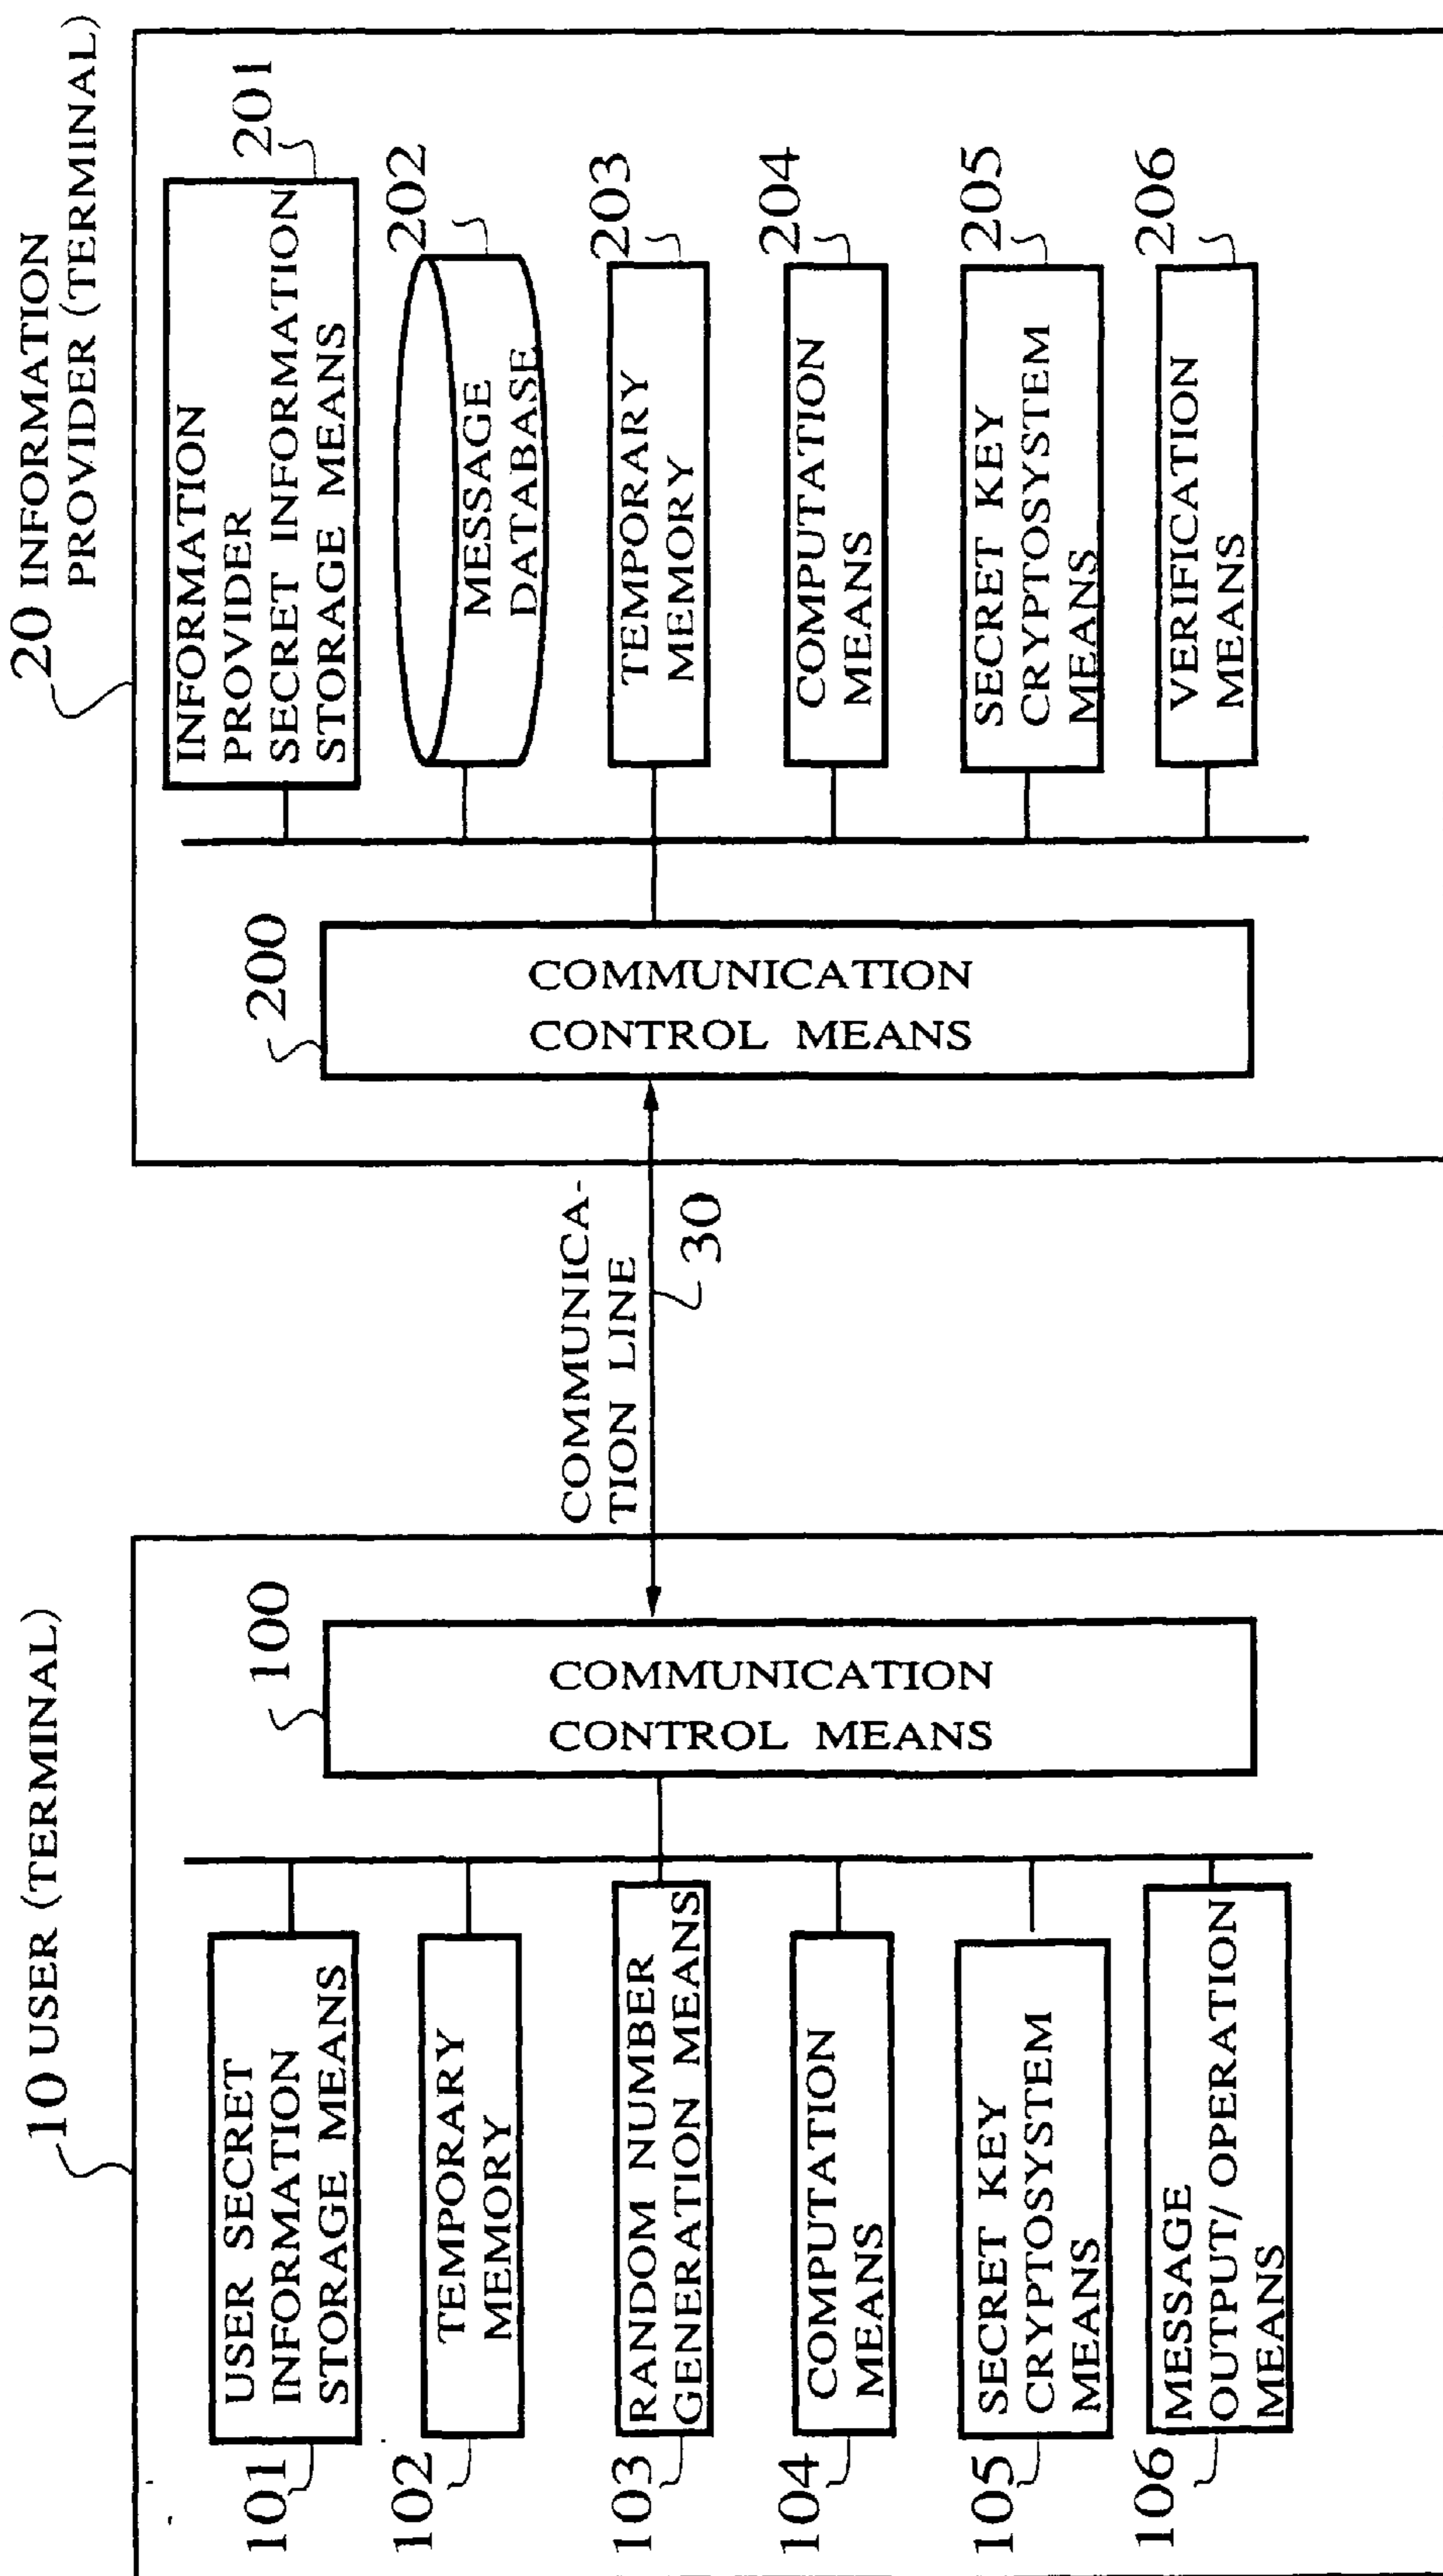 10 USER (TERMINAL)
101
USER SECRET
INFORMATION
STORAGE MEANS
102
TEMPORARY
MEMORY
103
RANDOM NUMBER
GENERATION MEANS
104
COMPUTATION
MEANS
105
SECRET KEY
CRYPTOSYSTEM
MEANS
106
MESSAGE
OUTPUT/ OPERATION
MEANS
100
COMMUNICATION
CONTROL MEANS
COMMUNICA-
TION LINE
30
20 INFORMATION
PROVIDER (TERMINAL)
200
COMMUNICATION
CONTROL MEANS
INFORMATION
PROVIDER
SECRET INFORMATION
STORAGE MEANS
201
MESSAGE
DATABASE
202
TEMPORARY
MEMORY
203
COMPUTATION
MEANS
204
SECRET KEY
CRYPTOSYSTEM
MEANS
205
VERIFICATION
MEANS
206